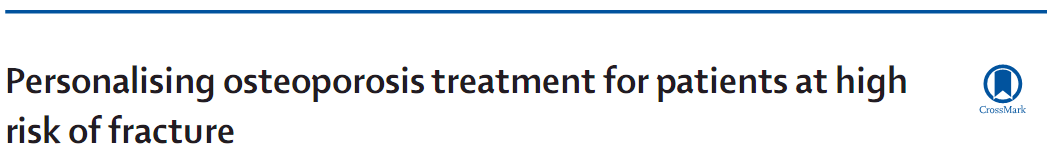 Personalising osteoporosis treatment for patients at high
risk of fracture
CrossMark